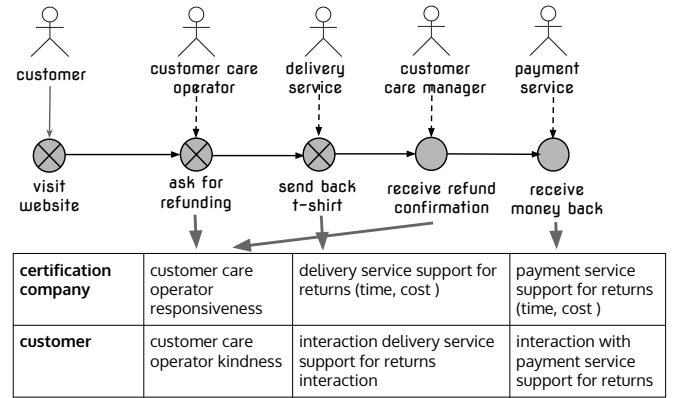 customer
customer care
operator
delivery
service
customer
care manager
payment
service
visit
website
ask for
refunding
send back
t-shirt
receive refund
confirmation
receive
money back
certification
company
customer care
operator
responsiveness
delivery service support for
returns (time, cost )
payment service
support for returns
(time, cost )
customer
customer care
operator kindness
interaction delivery service
support for returns
interaction
interaction with
payment service
support for returns